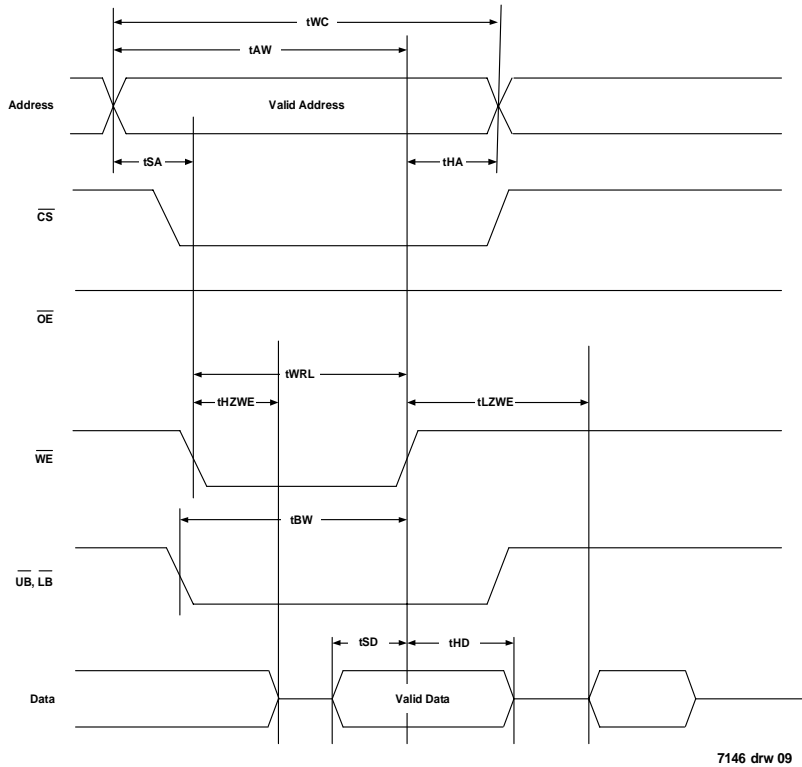 tWC
tAW
Address
Valid Address
tSA
tHA
CS
OE
tWRL
tHZWE
tLZWE
WE
tBW
UB, LB
tSD
tHD
Data
Valid Data
7146 drw 09